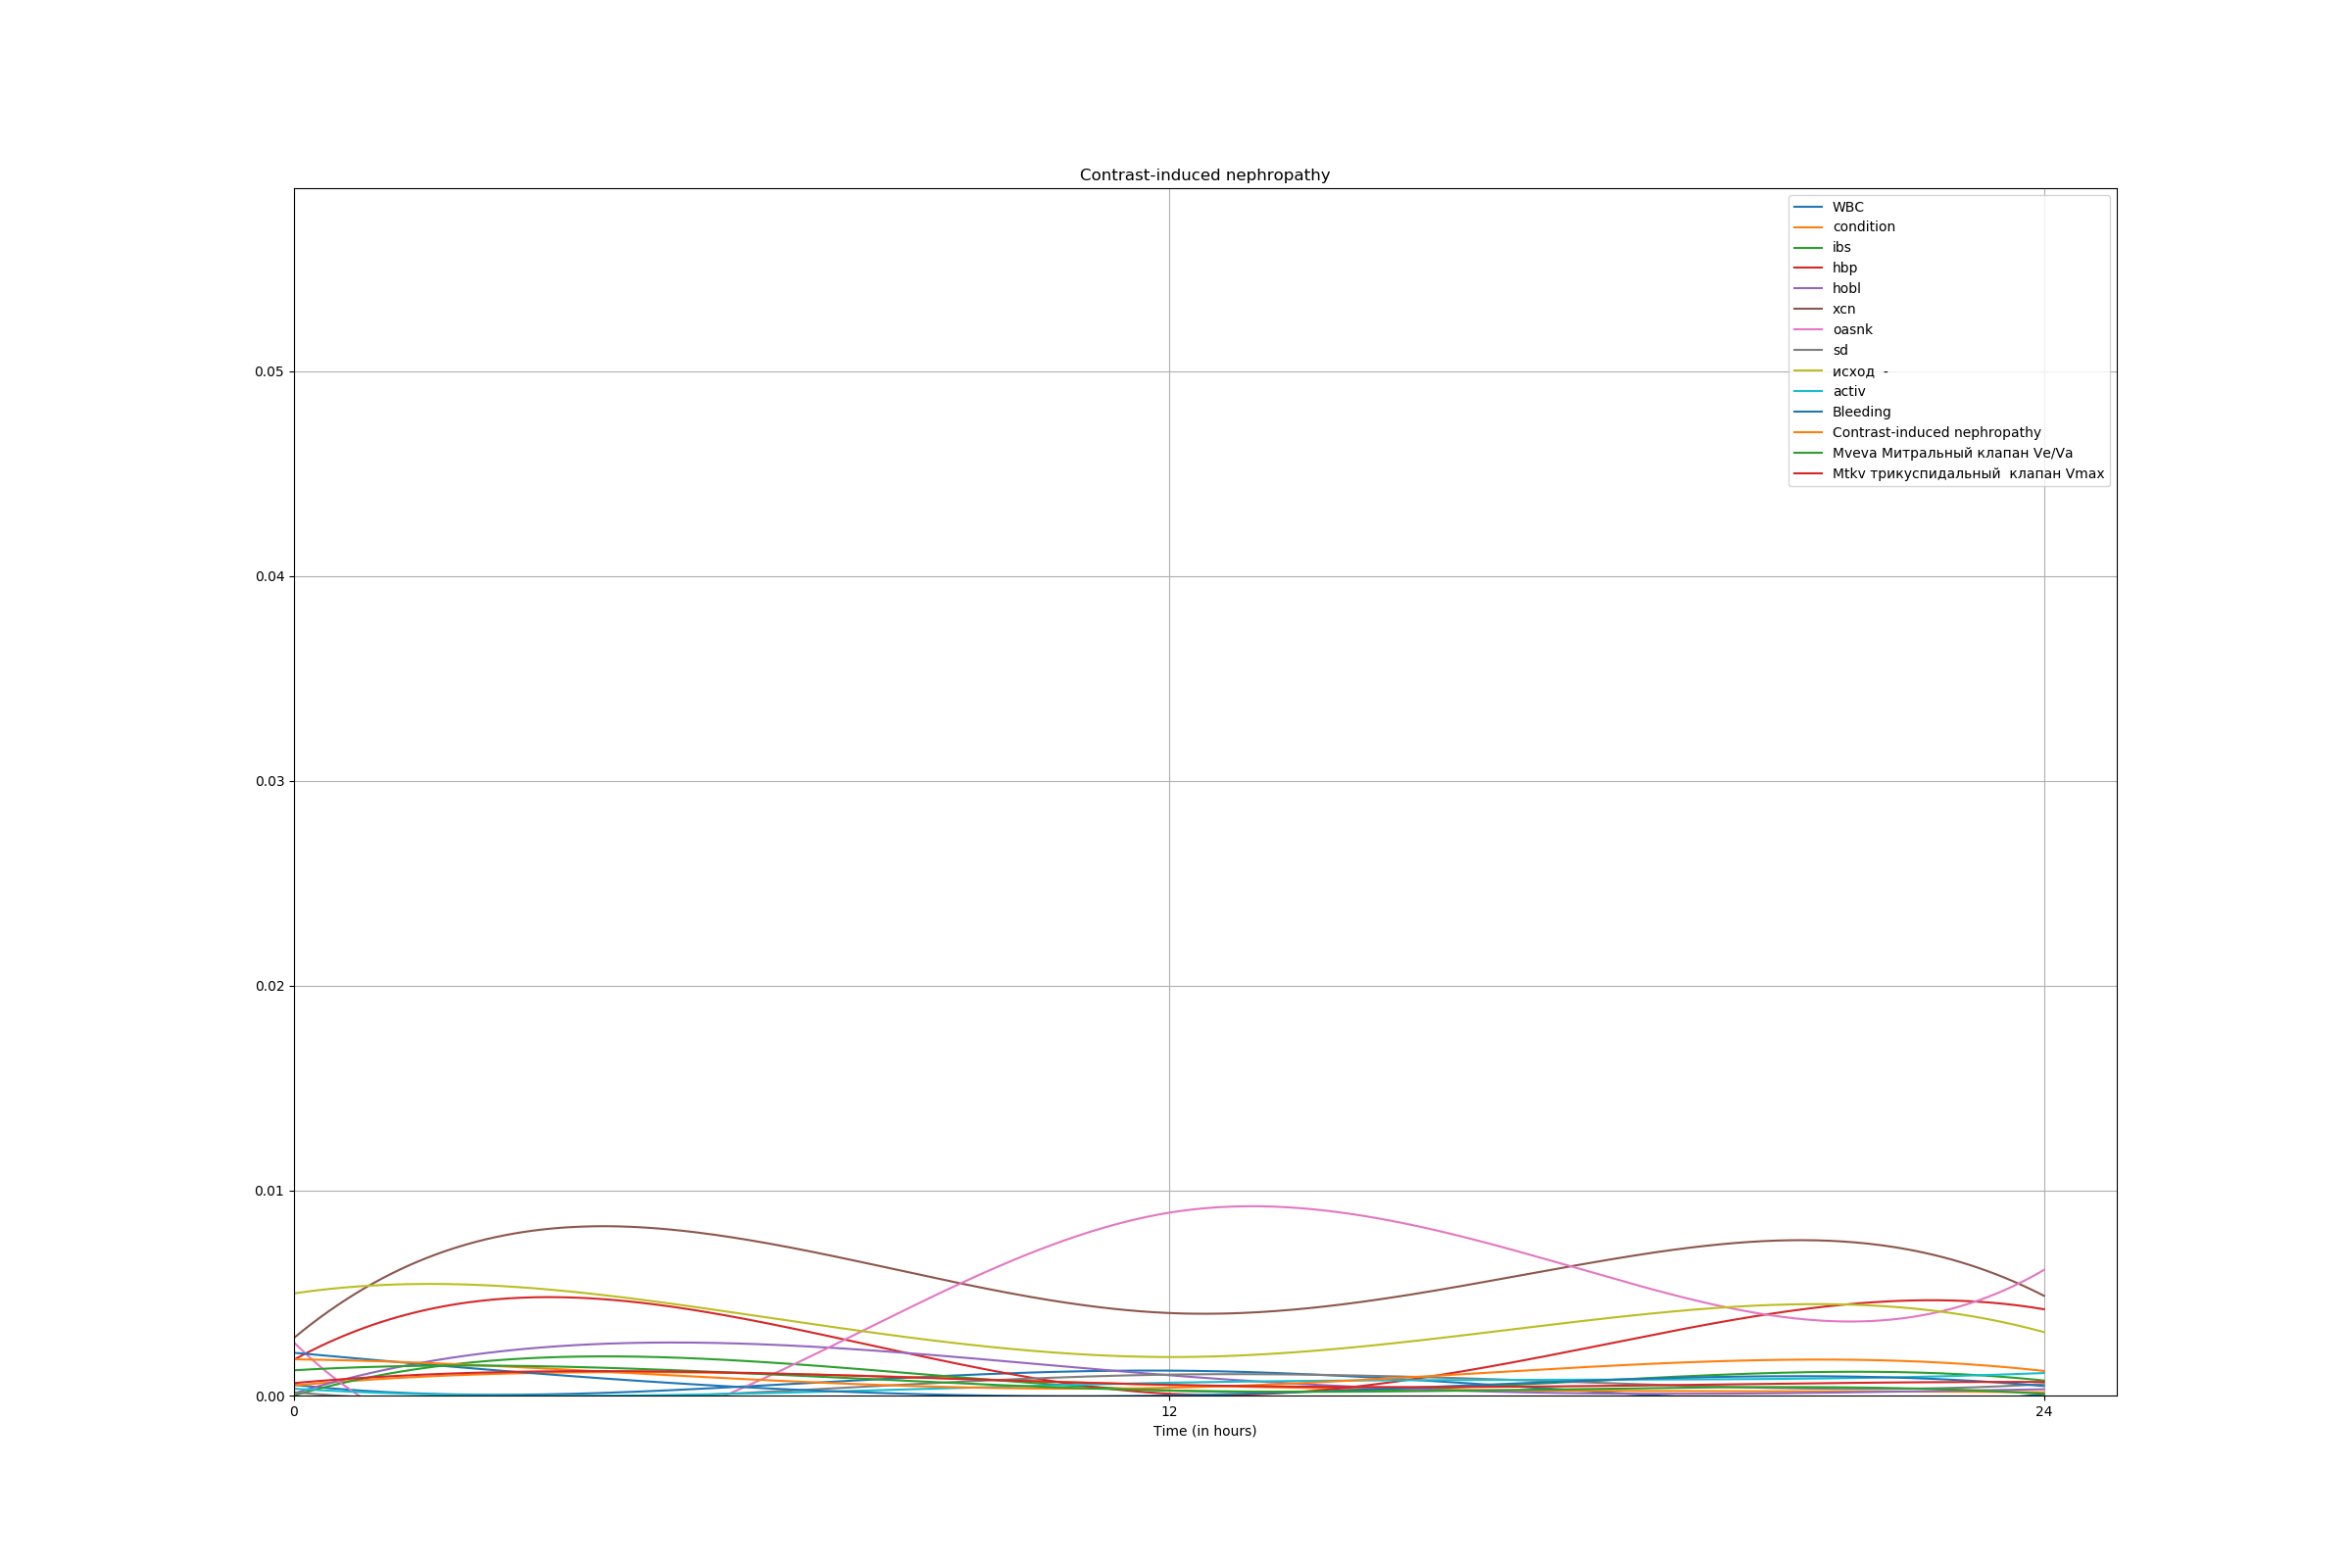 Contrast-induced nephropathy
WBC
condition
ibs
hbp
hobl
xcn
oasnk
sd
исход  -
activ
Bleeding
Contrast-induced nephropathy
Mveva Митральный клапан Ve/Va
Mtkv трикуспидальный  клапан Vmax
0.05
0.04
0.03
0.02
0.01
0.00
0
12
24
Time (in hours)